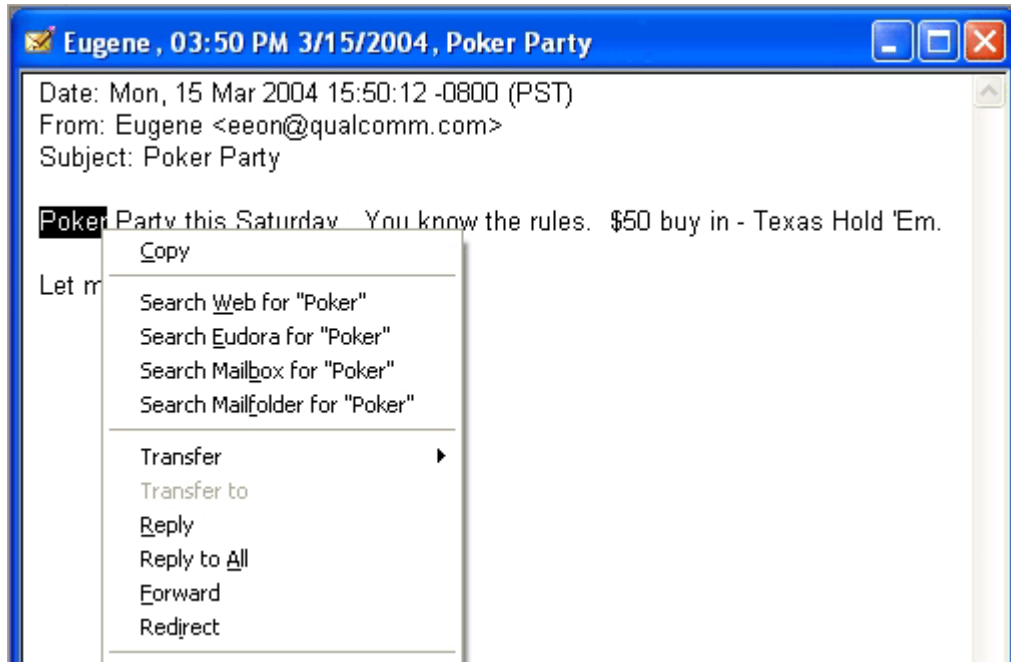 Eugene , 03:50 PM 3/15/2004 , Poker Party
Date: Mon, 15 Mar 2004 15:50:12 -0800 (PST)
From: Eugene <eeon@qualcomm.com>
Subject: Poker Party
Poker Party this Saturday. You know the rules. $50 buy in - Texas Hold 'Em.
Let m
Copy
Search Web for "Poker"
Search Eudora for "Poker"
Search Mailbox for "Poker"
Search Mailfolder for "Poker"
Transfer
Transfer to
Reply
Reply to All
Forward
Redirect